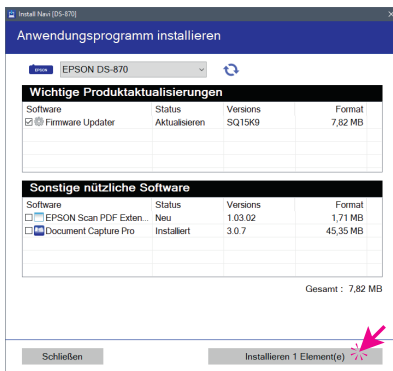 Install Navi [DS-870]
Anwendungsprogramm installieren
EPSON EPSON DS-870
Wichtige Produktaktualisierungen
Software Status Versions Format
Firmware Updater Aktualisieren SQ15K9 7,82 MB
Sonstige nützliche Software
Software Status Versions Format
EPSON Scan PDF Exten... Neu 1.03.02 1,71 MB
Document Capture Pro Installiert 3.0.7 45,35 MB
Gesamt : 7,82 MB
Schließen Installieren 1 Element(e)